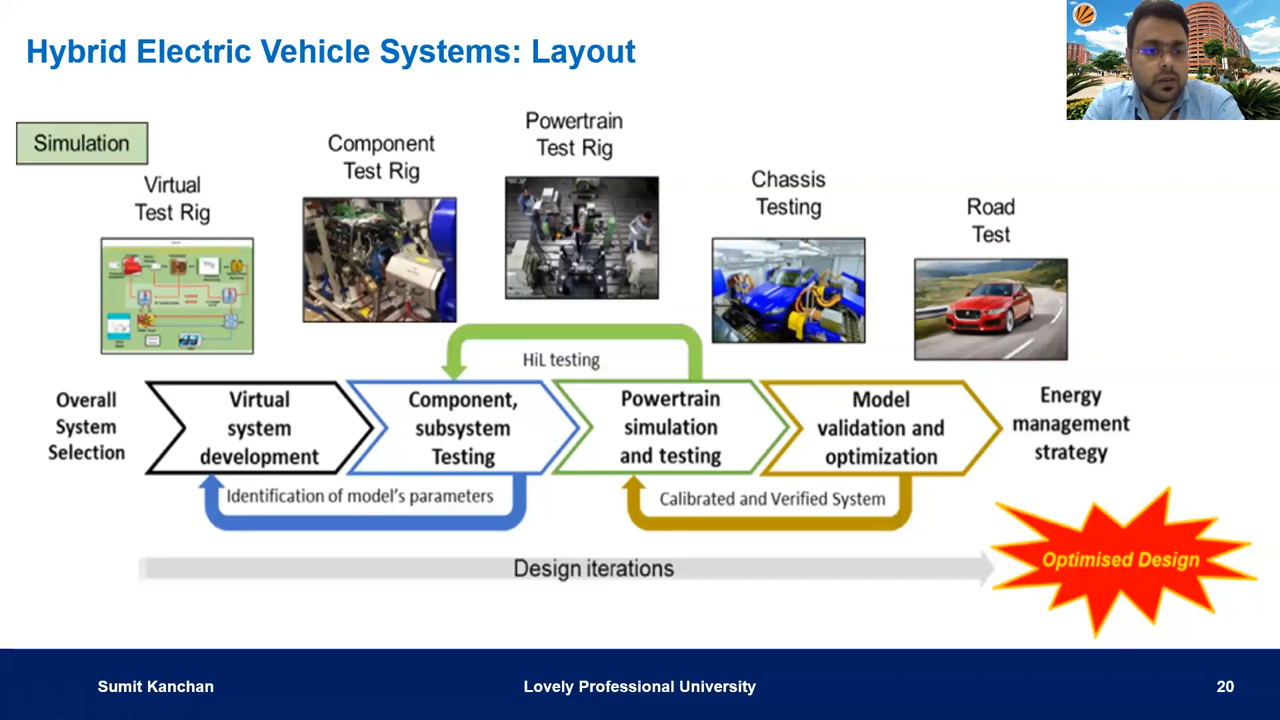 Hybrid Electric Vehicle Systems: Layout
Simulation
Virtual
Test Rig
Component
Test Rig
Powertrain
Test Rig
Chassis
Testing
Road
Test
HiL testing
Overall
System
Selection
Virtual
system
development
Component,
subsystem
Testing
Powertrain
simulation
and testing
Model
validation and
optimization
Energy
management
strategy
Identification of model's parameters
Calibrated and Verified System
Design iterations
Optimised Design
Sumit Kanchan
Lovely Professional University
20